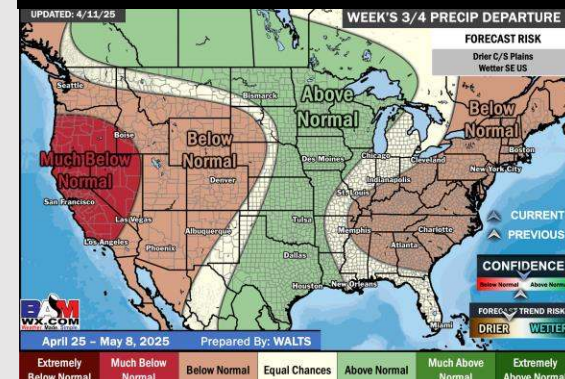 UPDATED: 4/11/25
WEEK'S 3/4 PRECIP DEPARTURE
FORECAST RISK
Drier C/S Plains
Wetter SE US
Seattle
Bismarck
Above
Normal
Below
Normal
Boise
Below
Normal
Much Below
Normal
Des Moines
Chicago
Cleveland
Boston
New York City
Denver
Indianapolis
St. Louis
San Francisco
Las Vegas
Los Angeles
Phoenix
Albuquerque
Tulsa
Memphis
Charlotte
Atlanta
Dallas
Houston
New Orleans
Miami
CURRENT
PREVIOUS
CONFIDENCE
Below Normal
Above Normal
FORECAST TREND RISK
DRIER
WETTER
BAM
WX.COM
Weather Made Simple
April 25 – May 8, 2025
Prepared By: WALTS
Extremely
Below Normal
Much Below
Normal
Below Normal
Equal Chances
Above Normal
Much Above
Normal
Extremely
Above Normal